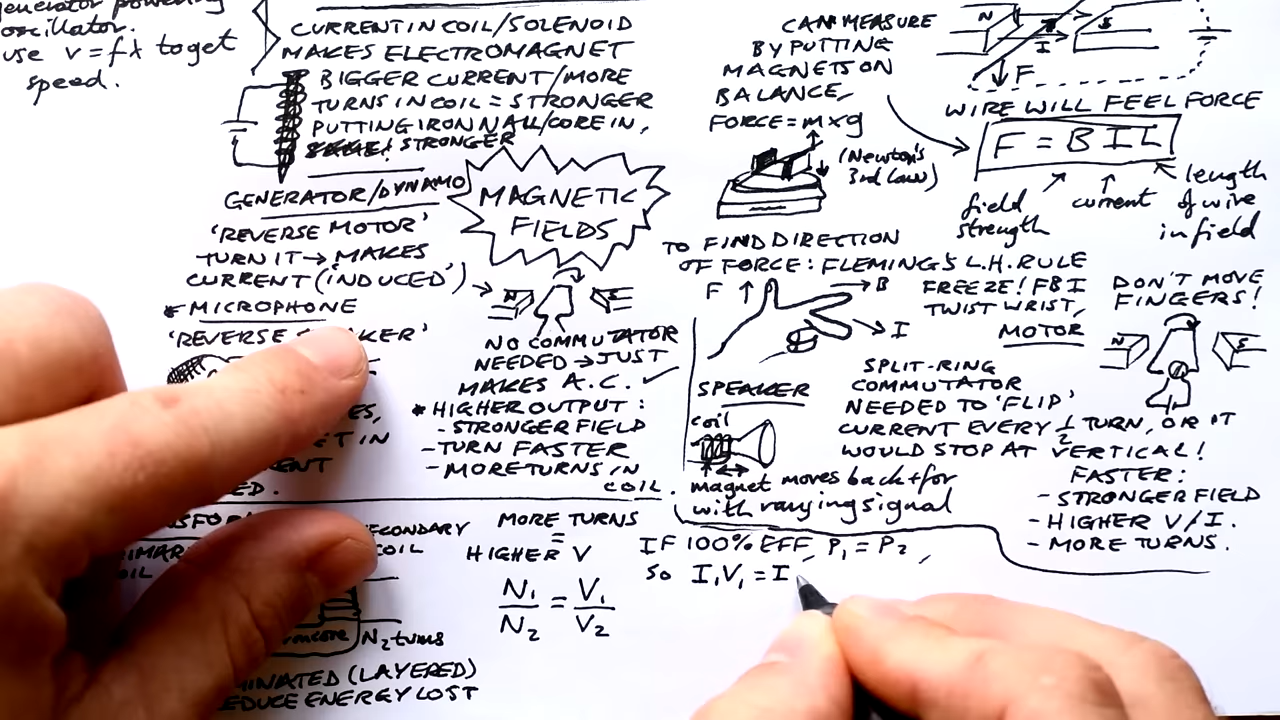 generator powering
oscillator.
use v = fλ to get
speed.
CURRENT IN COIL/SOLENOID
MAKES ELECTROMAGNET
BIGGER CURRENT/MORE
TURNS IN COIL = STRONGER
PUTTING IRON NAIL/CORE IN,
STRONGER
GENERATOR/DYNAMO
'REVERSE MOTOR'
TURN IT → MAKES
CURRENT (INDUCED')
* MICROPHONE
MAGNETIC
FIELDS
N S
NO COMMUTATOR
NEEDED → JUST
MAKES A.C. ✓
* HIGHER OUTPUT:
- STRONGER FIELD
- TURN FASTER
- MORE TURNS IN
COIL.
CAN MEASURE
BY PUTTING
MAGNETS ON
BALANCE,
FORCE = m x g
(Newton's
3rd law)
N S
I
F
WIRE WILL FEEL FORCE
F = BIL
field
strength
current
length
of wire
in field
TO FIND DIRECTION
OF FORCE: FLEMING'S L.H. RULE
F B
I
FREEZE! FBI
TWIST WRIST,
DON'T MOVE
FINGERS!
MOTOR
N S
SPLIT-RING
COMMUTATOR
NEEDED TO 'FLIP'
CURRENT EVERY 1/2 TURN, OR IT
WOULD STOP AT VERTICAL!
FASTER:
- STRONGER FIELD
- HIGHER V/I.
- MORE TURNS.
SPEAKER
coil
magnet moves back + for
with varying signal
COIL
MORE TURNS
=
HIGHER V
N₁/N₂ = V₁/V₂
N₂ turns
(LAYERED)
ENERGY LOST
IF 100% EFF, P₁ = P₂,
SO I₁V₁ = I